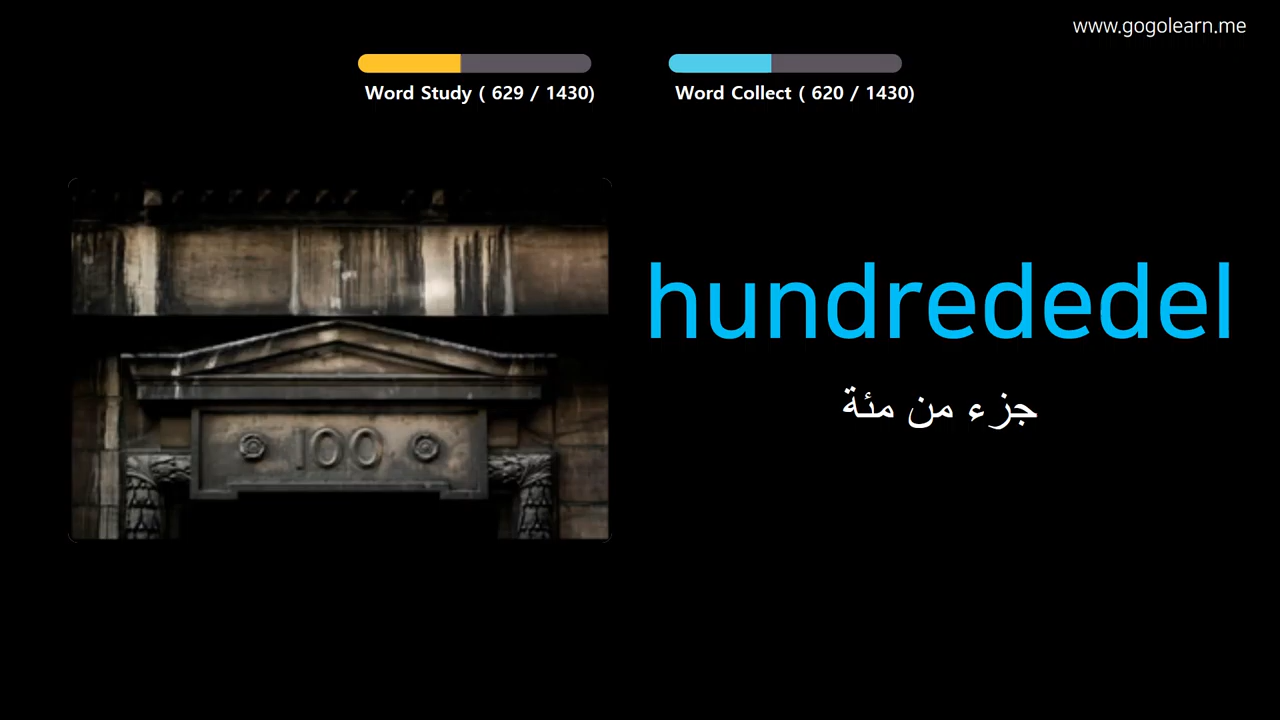 www.gogolearn.me
Word Study ( 629 / 1430)
Word Collect ( 620 / 1430)
100
hundrededel
جزء من مئة